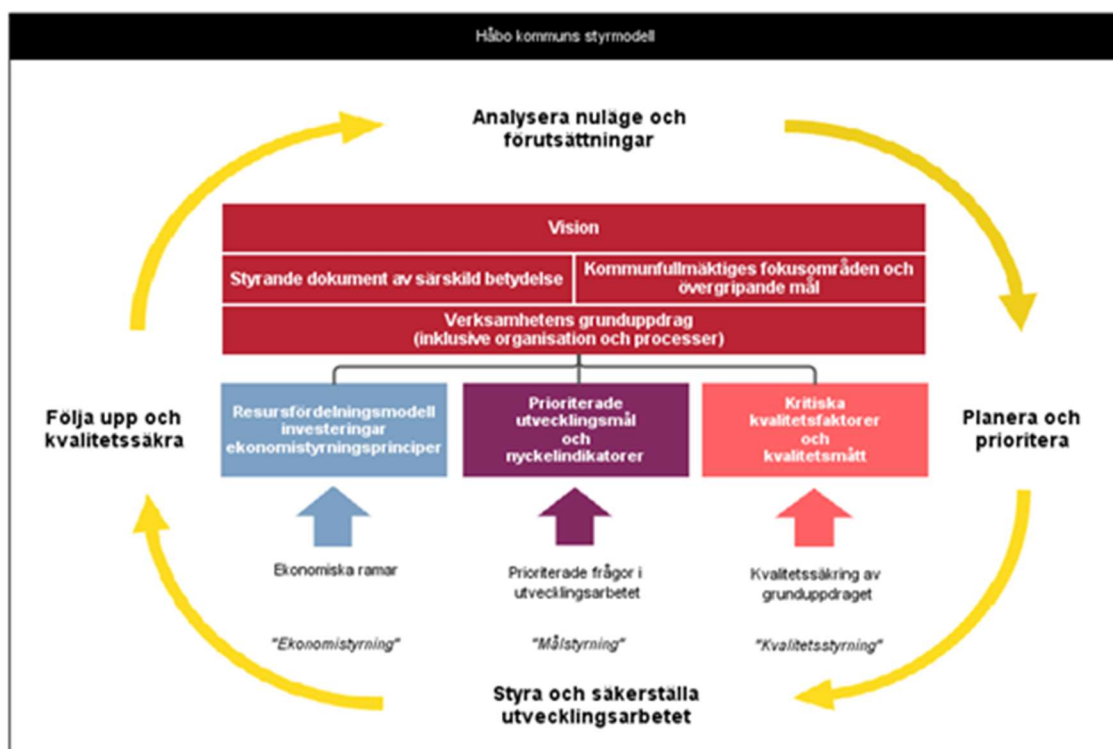 Håbo kommuns styrmodell
Analysera nuläge och
förutsättningar
Vision
Styrande dokument av särskild betydelse
Kommunfullmäktiges fokusområden och
övergripande mål
Verksamhetens grunduppdrag
(inklusive organisation och processer)
Följa upp och
kvalitetssäkra
Resursfördelningsmodell
investeringar
ekonomistyrningsprinciper
Prioriterade
utvecklingsmål
och
nyckelindikatorer
Kritiska
kvalitetsfaktorer
och
kvalitetsmått
Planera och
prioritera
Ekonomiska ramar
Prioriterade frågor i
utvecklingsarbetet
Kvalitetssäkring av
grunduppdraget
"Ekonomistyrning"
"Målstyrning"
"Kvalitetsstyrning"
Styra och säkerställa
utvecklingsarbetet